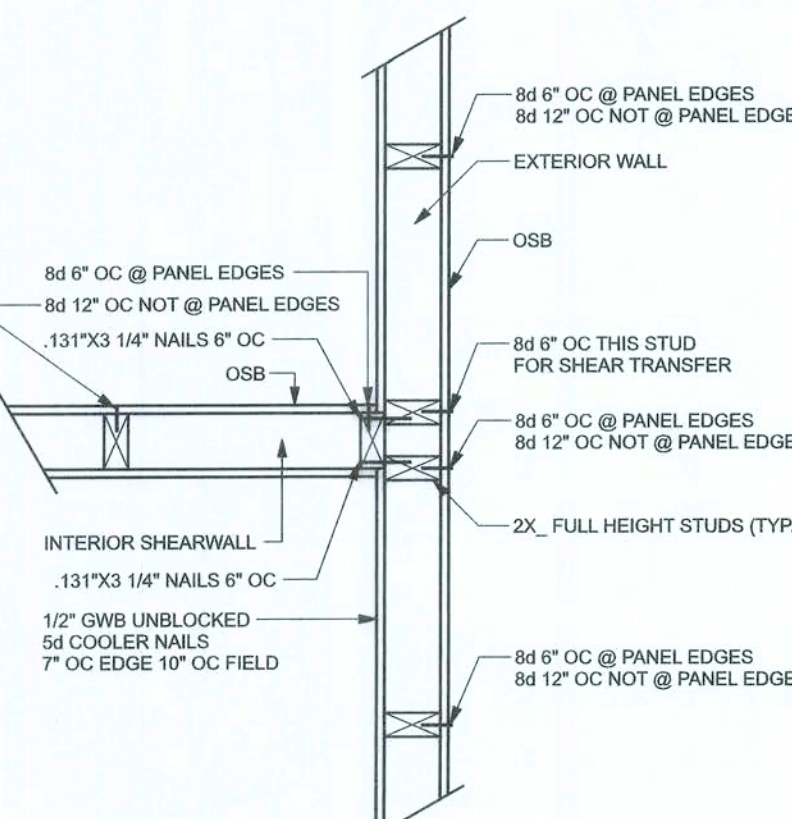 8d 6" OC @ PANEL EDGES
8d 12" OC NOT @ PANEL EDGE
EXTERIOR WALL
OSB
8d 6" OC @ PANEL EDGES
8d 12" OC NOT @ PANEL EDGES
.131"X3 1/4" NAILS 6" OC
OSB
8d 6" OC THIS STUD
FOR SHEAR TRANSFER
8d 6" OC @ PANEL EDGES
8d 12" OC NOT @ PANEL EDGE
2X_ FULL HEIGHT STUDS (TYP.
INTERIOR SHEARWALL
.131"X3 1/4" NAILS 6" OC
1/2" GWB UNBLOCKED
5d COOLER NAILS
7" OC EDGE 10" OC FIELD
8d 6" OC @ PANEL EDGES
8d 12" OC NOT @ PANEL EDGE